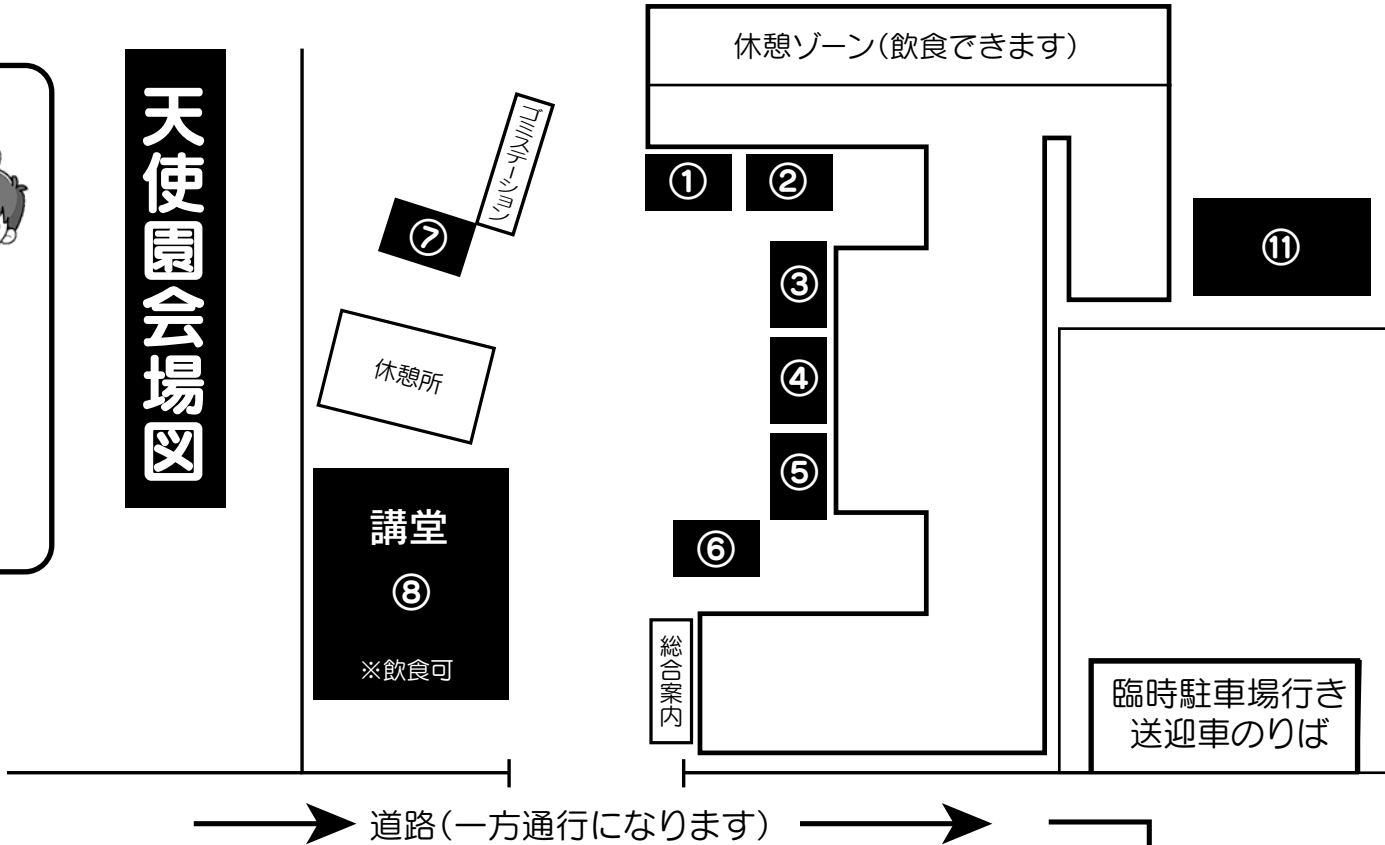 天使園会場図
休憩ゾーン(飲食できます)
ゴミステーション
①
②
③
④
⑤
⑥
⑦
⑪
休憩所
講堂
⑧
※飲食可
総合案内
臨時駐車場行き
送迎車のりば
道路(一方通行になります)